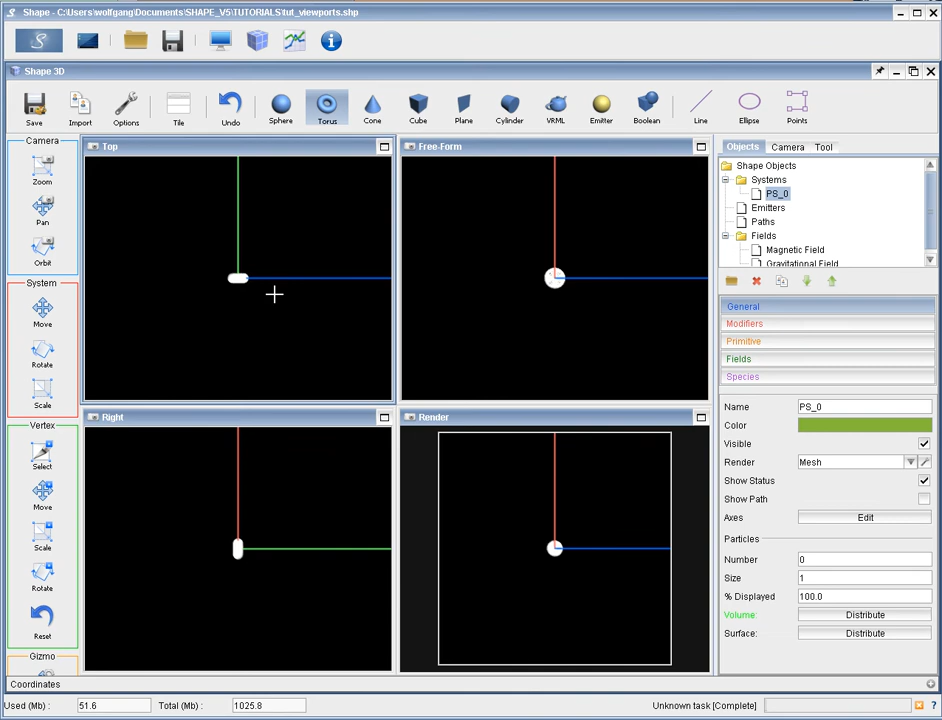 Shape - C:\Users\wolfgang\Documents\SHAPE_V5\TUTORIALS\tut_viewports.shp
S
Shape 3D
Save Import Options Tile Undo Sphere Torus Cone Cube Plane Cylinder VRML Emitter Boolean Line Ellipse Points
Camera
Zoom
Pan
Orbit
System
Move
Rotate
Scale
Vertex
Select
Move
Scale
Rotate
Reset
Gizmo
Top
Free-Form
Right
Render
Objects Camera Tool
Shape Objects
Systems
PS_0
Emitters
Paths
Fields
Magnetic Field
Gravitational Field
General
Modifiers
Primitive
Fields
Species
Name PS_0
Color
Visible
Render Mesh
Show Status
Show Path
Axes Edit
Particles
Number 0
Size 1
% Displayed 100.0
Volume: Distribute
Surface: Distribute
Coordinates
Used (Mb) : 51.6 Total (Mb) : 1025.8 Unknown task [Complete] ?